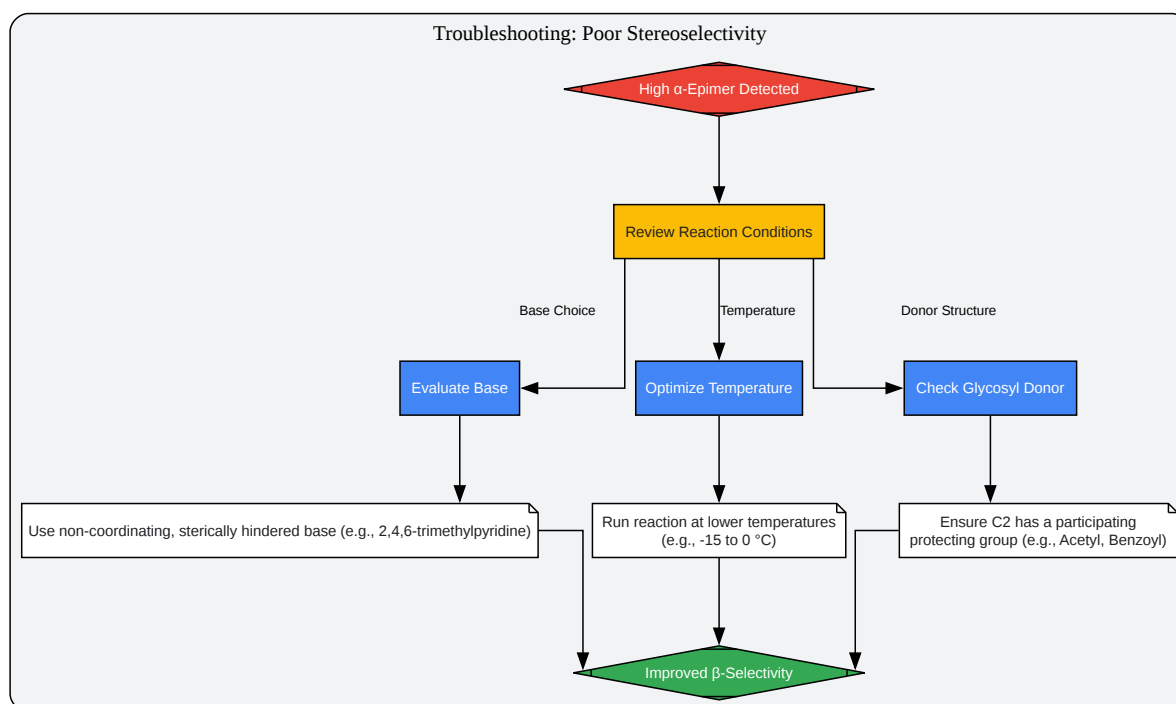 Troubleshooting: Poor Stereoselectivity
High α-Epimer Detected
Review Reaction Conditions
Base Choice
Temperature
Donor Structure
Evaluate Base
Optimize Temperature
Check Glycosyl Donor
Use non-coordinating, sterically hindered base (e.g., 2,4,6-trimethylpyridine)
Run reaction at lower temperatures
(e.g., -15 to 0 °C)
Ensure C2 has a participating
protecting group (e.g., Acetyl, Benzoyl)
Improved β-Selectivity